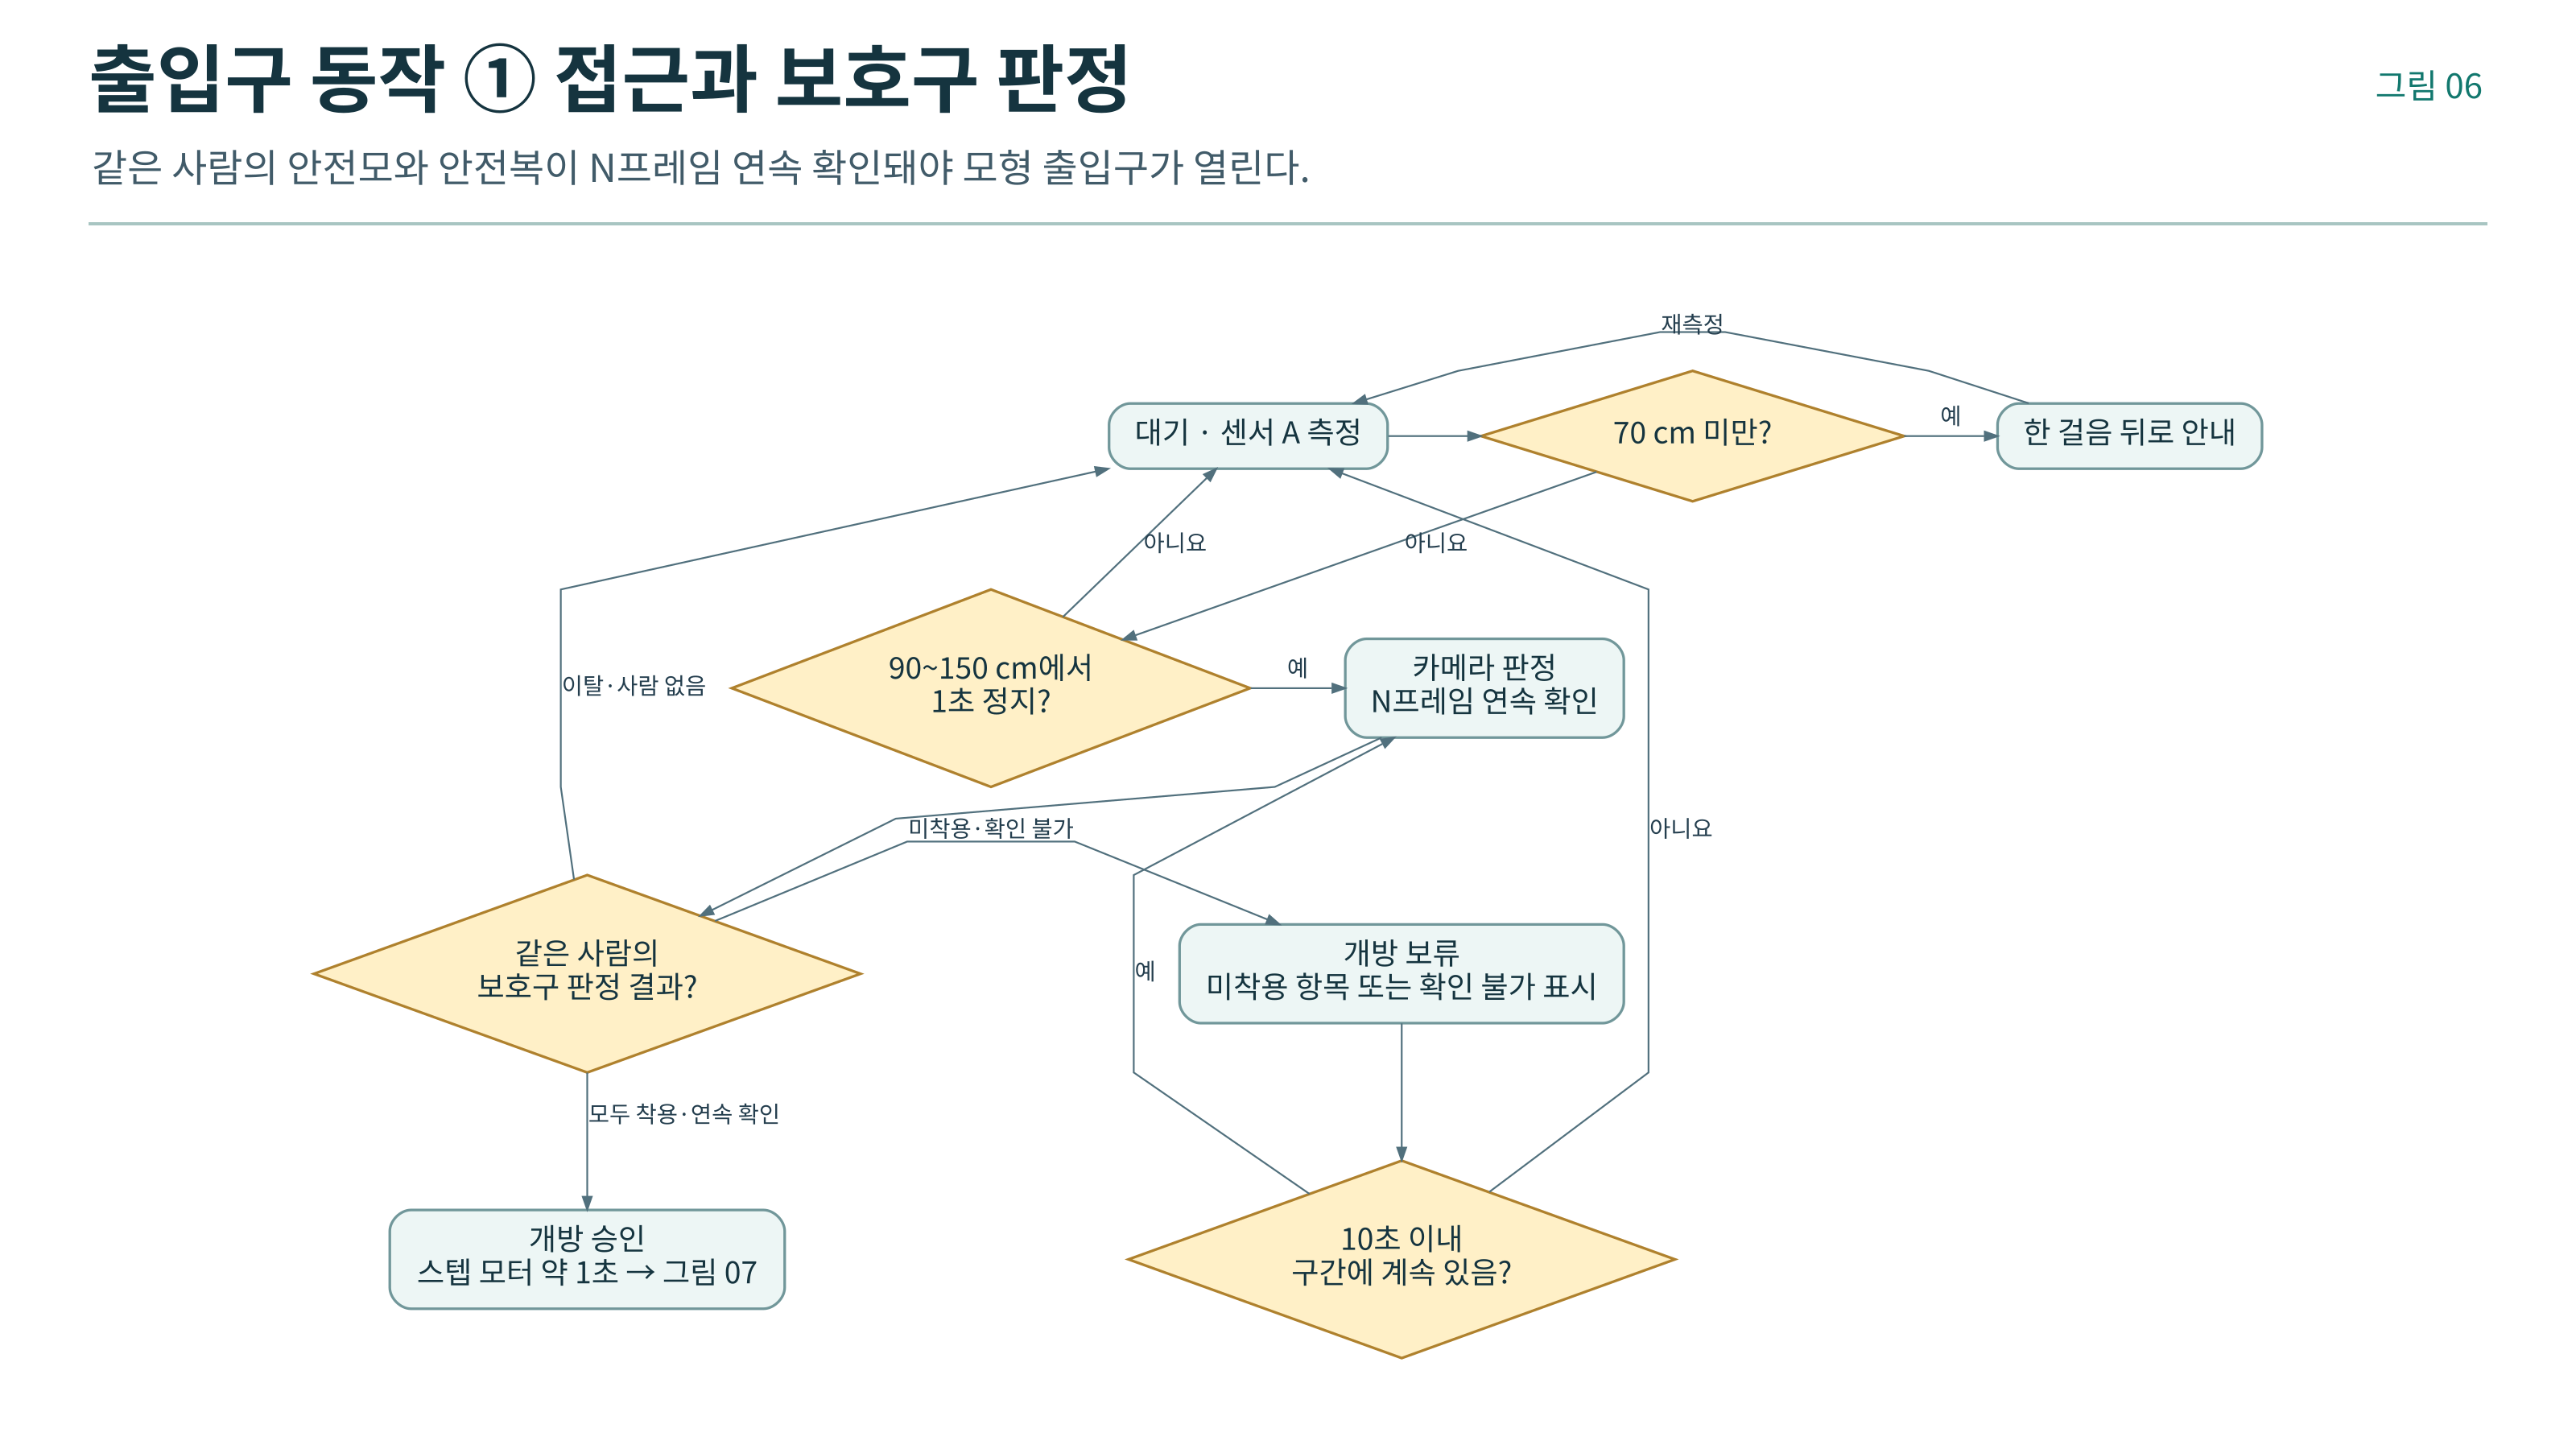 출입구 동작 ① 접근과 보호구 판정
그림 06
같은 사람의 안전모와 안전복이 N프레임 연속 확인돼야 모형 출입구가 열린다.
재측정
대기 · 센서 A 측정
70 cm 미만?
예
한 걸음 뒤로 안내
아니요
아니요
90~150 cm에서
1초 정지?
예
카메라 판정
N프레임 연속 확인
이탈·사람 없음
미착용·확인 불가
아니요
같은 사람의
보호구 판정 결과?
예
개방 보류
미착용 항목 또는 확인 불가 표시
모두 착용·연속 확인
개방 승인
스텝 모터 약 1초 → 그림 07
10초 이내
구간에 계속 있음?